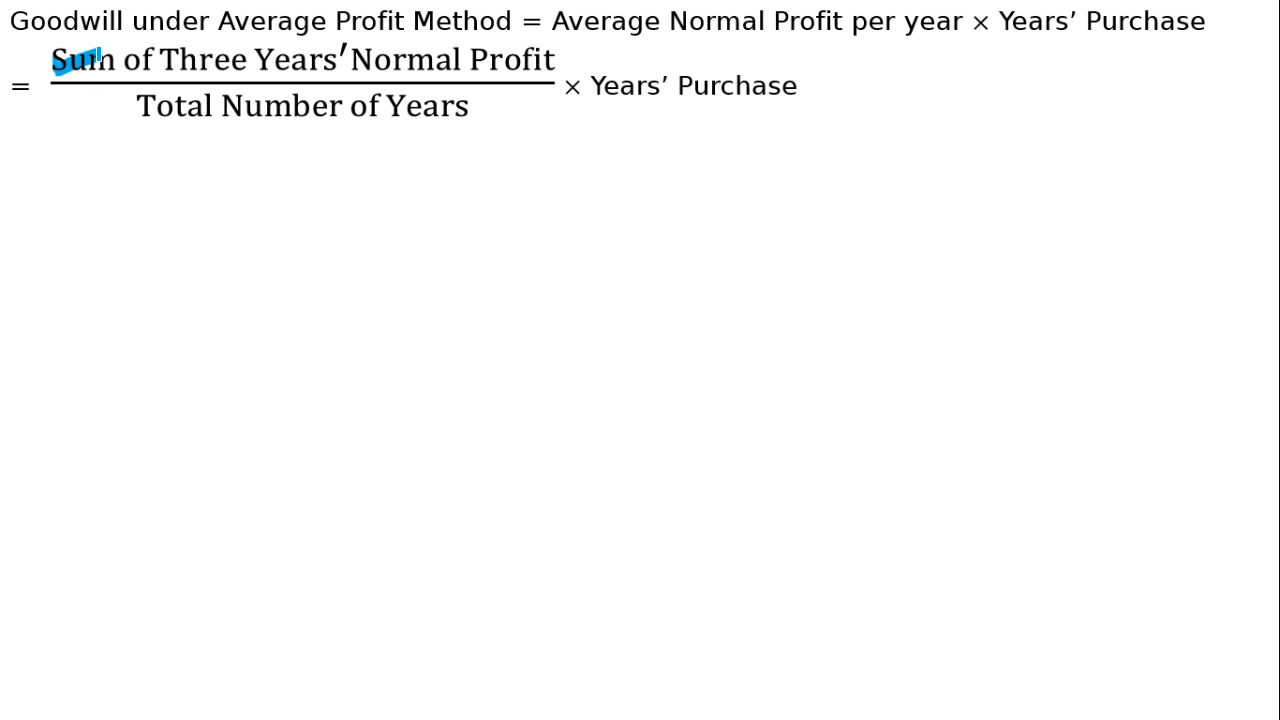 Goodwill under Average Profit Method = Average Normal Profit per year × Years’ Purchase
Sum of Three Years′Normal Profit
= × Years’ Purchase
Total Number of Years